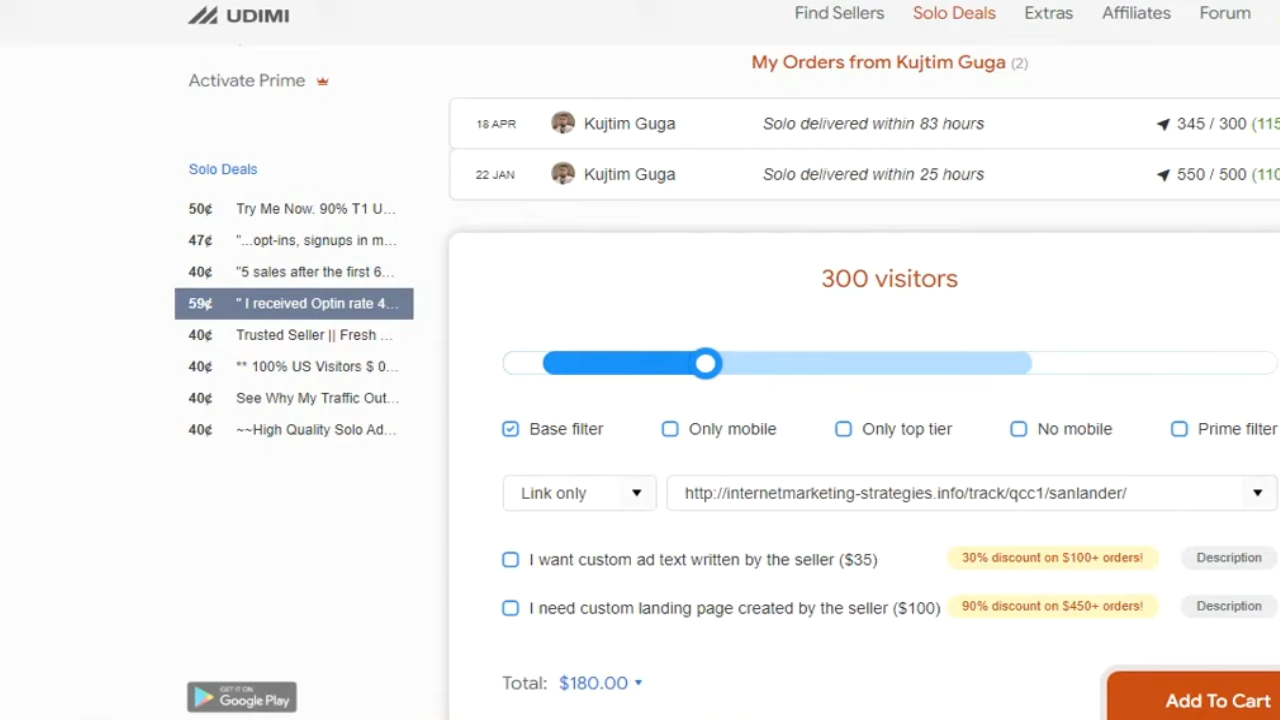 UDIMI
Find Sellers Solo Deals Extras Affiliates Forum
Activate Prime
My Orders from Kujtim Guga (2)
18 APR Kujtim Guga Solo delivered within 83 hours 345 / 300 (115
22 JAN Kujtim Guga Solo delivered within 25 hours 550 / 500 (110
Solo Deals
50¢ Try Me Now. 90% T1 U...
47¢ "...opt-ins, signups in m...
40¢ "5 sales after the first 6...
59¢ " I received Optin rate 4...
40¢ Trusted Seller || Fresh ...
40¢ ** 100% US Visitors $ 0...
40¢ See Why My Traffic Out...
40¢ ~~High Quality Solo Ad...
300 visitors
Base filter Only mobile Only top tier No mobile Prime filter
Link only http://internetmarketing-strategies.info/track/qcc1/sanlander/
I want custom ad text written by the seller ($35) 30% discount on $100+ orders! Description
I need custom landing page created by the seller ($100) 90% discount on $450+ orders! Description
Total: $180.00
Add To Cart
GET IT ON
Google Play